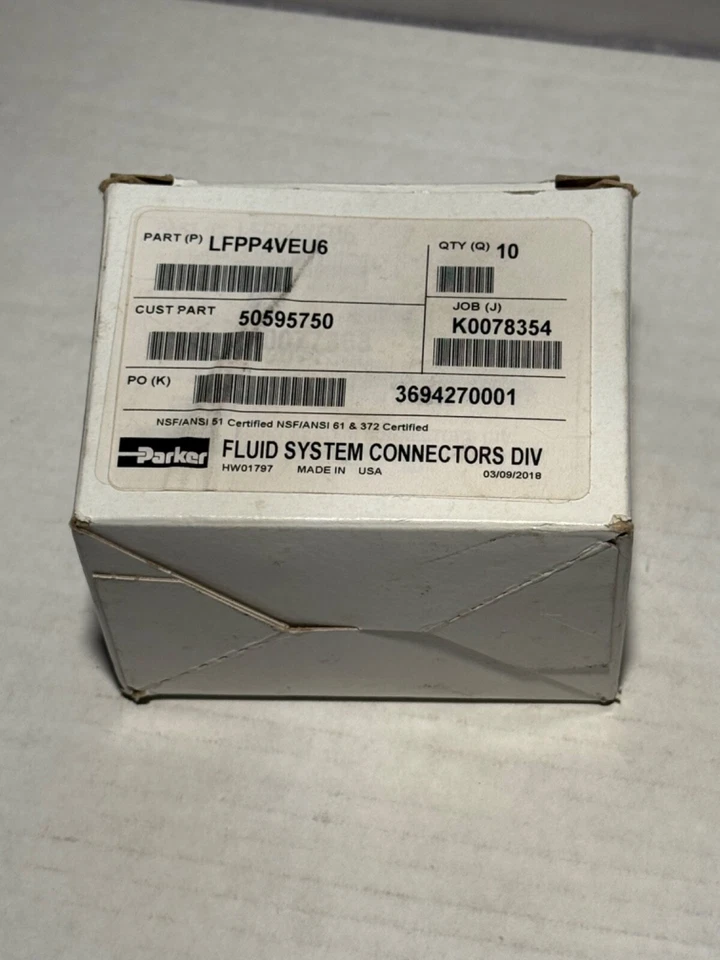 PART (P) LFPP4VEU6
QTY (Q) 10
CUST PART 50595750
JOB (J)
K0078354
PO (K) 3694270001
NSF/ANSI 51 Certified NSF/ANSI 61 & 372 Certified
Parker FLUID SYSTEM CONNECTORS DIV
HW01797 MADE IN USA 03/09/2018